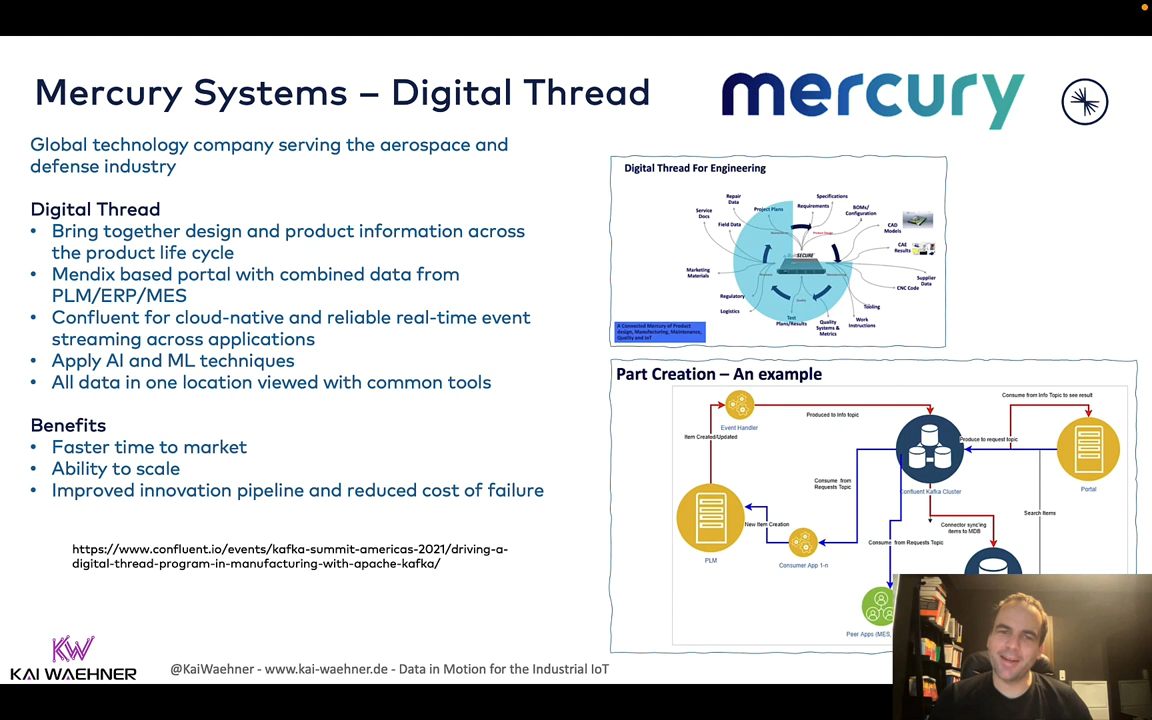 Mercury Systems – Digital Thread
mercury
Global technology company serving the aerospace and
defense industry
Digital Thread
• Bring together design and product information across
the product life cycle
• Mendix based portal with combined data from
PLM/ERP/MES
• Confluent for cloud-native and reliable real-time event
streaming across applications
• Apply AI and ML techniques
• All data in one location viewed with common tools
Benefits
• Faster time to market
• Ability to scale
• Improved innovation pipeline and reduced cost of failure
https://www.confluent.io/events/kafka-summit-americas-2021/driving-a-
digital-thread-program-in-manufacturing-with-apache-kafka/
Digital Thread For Engineering
Repair
Data
Specifications
Service
Docs
Project Plans
Requirements
BOMs/
Configuration
Field Data
CAD
Models
CAE
Results
SECURE
Marketing
Materials
Supplier
Data
CNC Code
Regulatory
Tooling
Logistics
Test
Plans/Results
Quality
Systems &
Metrics
Work
Instructions
A Connected Mercury of Product
design, Manufacturing, Maintenance,
Quality and IoT
Part Creation – An example
Consume from Info Topic to see result
Produced to Info topic
Event Handler
Item Created/Updated
Produce to request topic
Consume from
Requests Topic
Confluent Kafka Cluster
Portal
Search Items
New Item Creation
Connector sync'ing
items to MDB
Consume from Requests Topic
PLM
Consumer App 1-n
Peer Apps (MES,
KW
KAI WAEHNER
@KaiWaehner - www.kai-waehner.de - Data in Motion for the Industrial IoT